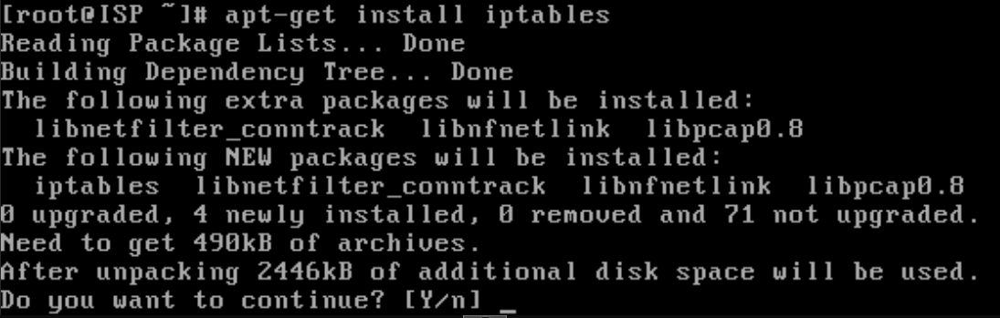 [root@ISP ~]# apt-get install iptables
Reading Package Lists... Done
Building Dependency Tree... Done
The following extra packages will be installed:
  libnetfilter_conntrack  libnfnetlink  libpcap0.8
The following NEW packages will be installed:
  iptables  libnetfilter_conntrack  libnfnetlink  libpcap0.8
0 upgraded, 4 newly installed, 0 removed and 71 not upgraded.
Need to get 490kB of archives.
After unpacking 2446kB of additional disk space will be used.
Do you want to continue? [Y/n] _